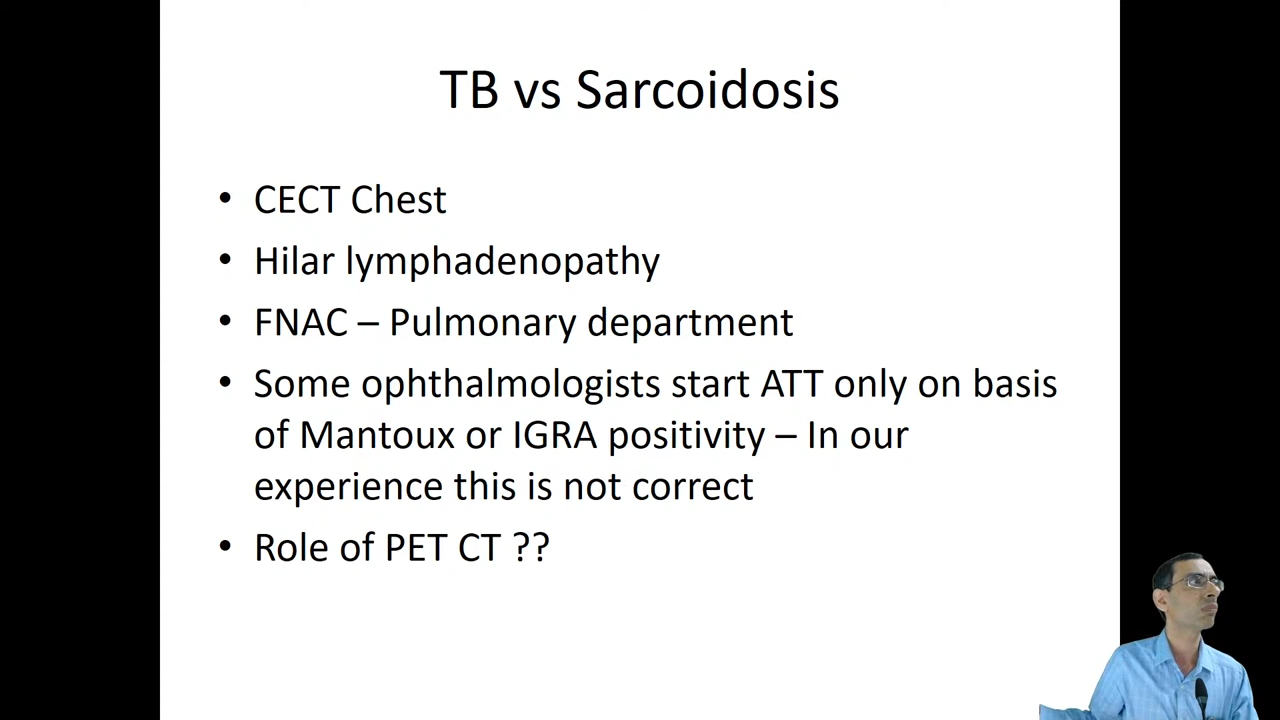 TB vs Sarcoidosis
• CECT Chest
• Hilar lymphadenopathy
• FNAC – Pulmonary department
• Some ophthalmologists start ATT only on basis
of Mantoux or IGRA positivity – In our
experience this is not correct
• Role of PET CT ??